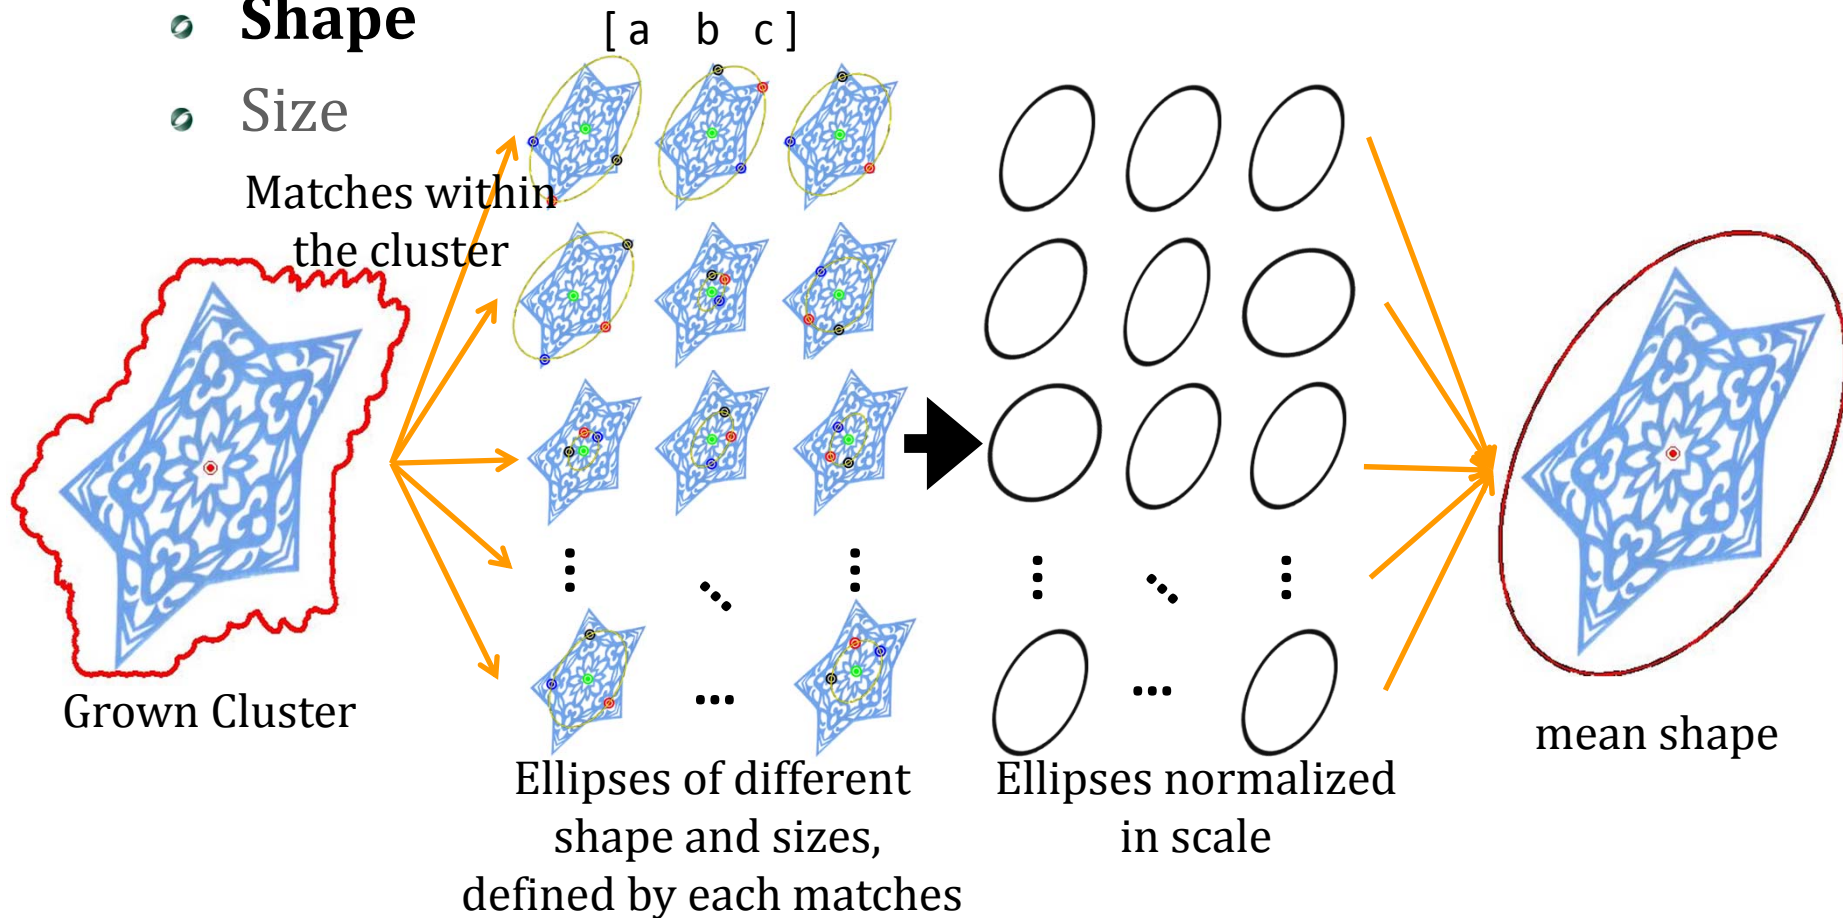 Shape
[ a b c ]
Size
Matches within
the cluster
Grown Cluster
Ellipses of different
shape and sizes,
defined by each matches
Ellipses normalized
in scale
mean shape